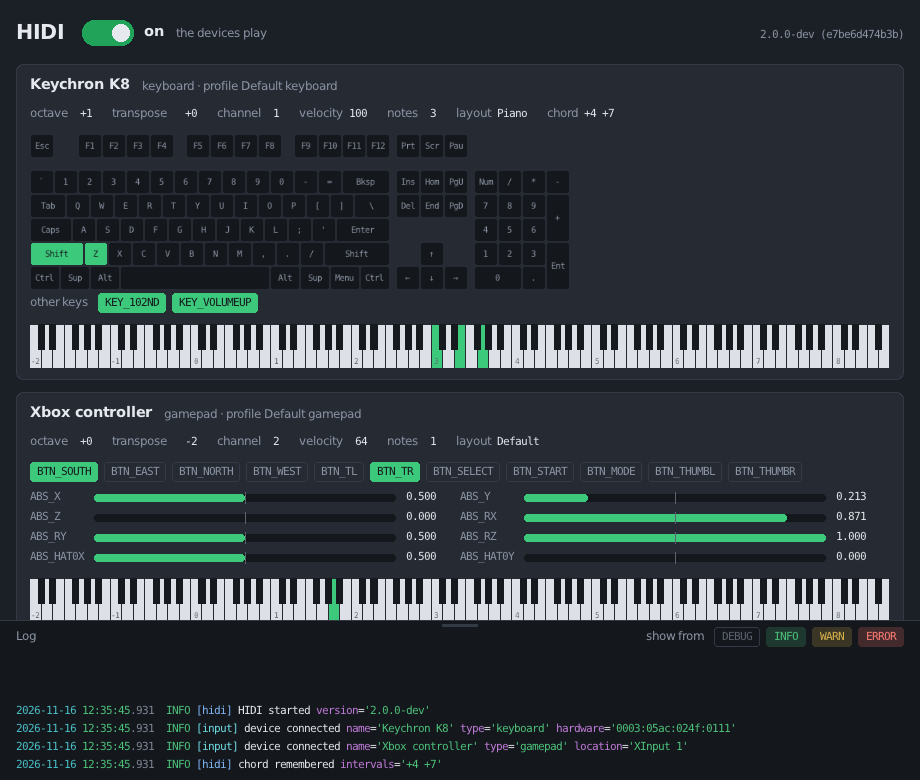 HIDI on the devices play 2.0.0-dev (e7be6d474b3b)
Keychron K8 keyboard · profile Default keyboard
octave +1 transpose +0 channel 1 velocity 100 notes 3 layout Piano chord +4 +7
Esc F1 F2 F3 F4 F5 F6 F7 F8 F9 F10 F11 F12 Prt Scr Pau
` 1 2 3 4 5 6 7 8 9 0 - = Bksp Ins Hom PgU Num / * -
Tab Q W E R T Y U I O P [ ] \ Del End PgD 7 8 9 +
Caps A S D F G H J K L ; ' Enter 4 5 6
Shift Z X C V B N M , . / Shift ↑ 1 2 3 Ent
Ctrl Sup Alt Alt Sup Menu Ctrl ← ↓ → 0 .
other keys KEY_102ND KEY_VOLUMEUP
-2 -1 0 1 2 3 4 5 6 7 8
Xbox controller gamepad · profile Default gamepad
octave +0 transpose -2 channel 2 velocity 64 notes 1 layout Default
BTN_SOUTH BTN_EAST BTN_NORTH BTN_WEST BTN_TL BTN_TR BTN_SELECT BTN_START BTN_MODE BTN_THUMBL BTN_THUMBR
ABS_X 0.500 ABS_Y 0.213
ABS_Z 0.000 ABS_RX 0.871
ABS_RY 0.500 ABS_RZ 1.000
ABS_HAT0X 0.500 ABS_HAT0Y 0.000
-2 -1 0 1 2 3 4 5 6 7 8
Log show from DEBUG INFO WARN ERROR
2026-11-16 12:35:45.931 INFO [hidi] HIDI started version='2.0.0-dev'
2026-11-16 12:35:45.931 INFO [input] device connected name='Keychron K8' type='keyboard' hardware='0003:05ac:024f:0111'
2026-11-16 12:35:45.931 INFO [input] device connected name='Xbox controller' type='gamepad' location='XInput 1'
2026-11-16 12:35:45.931 INFO [hidi] chord remembered intervals='+4 +7'